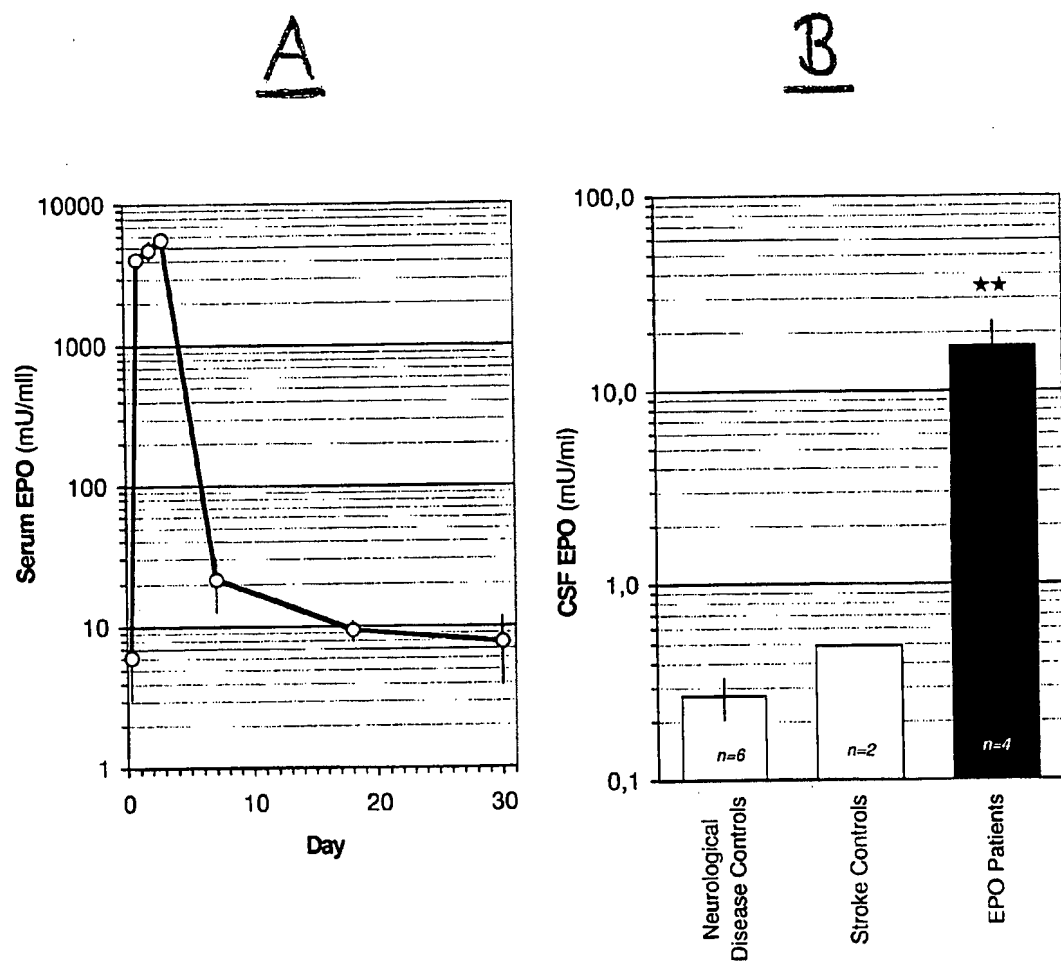 A
B
10000
1000
100
10
1
Serum EPO (mU/ml)
0
10
20
30
Day
100,0
10,0
1,0
0,1
CSF EPO (mU/ml)
★★
n=6
n=2
n=4
Neurological
Disease Controls
Stroke Controls
EPO Patients